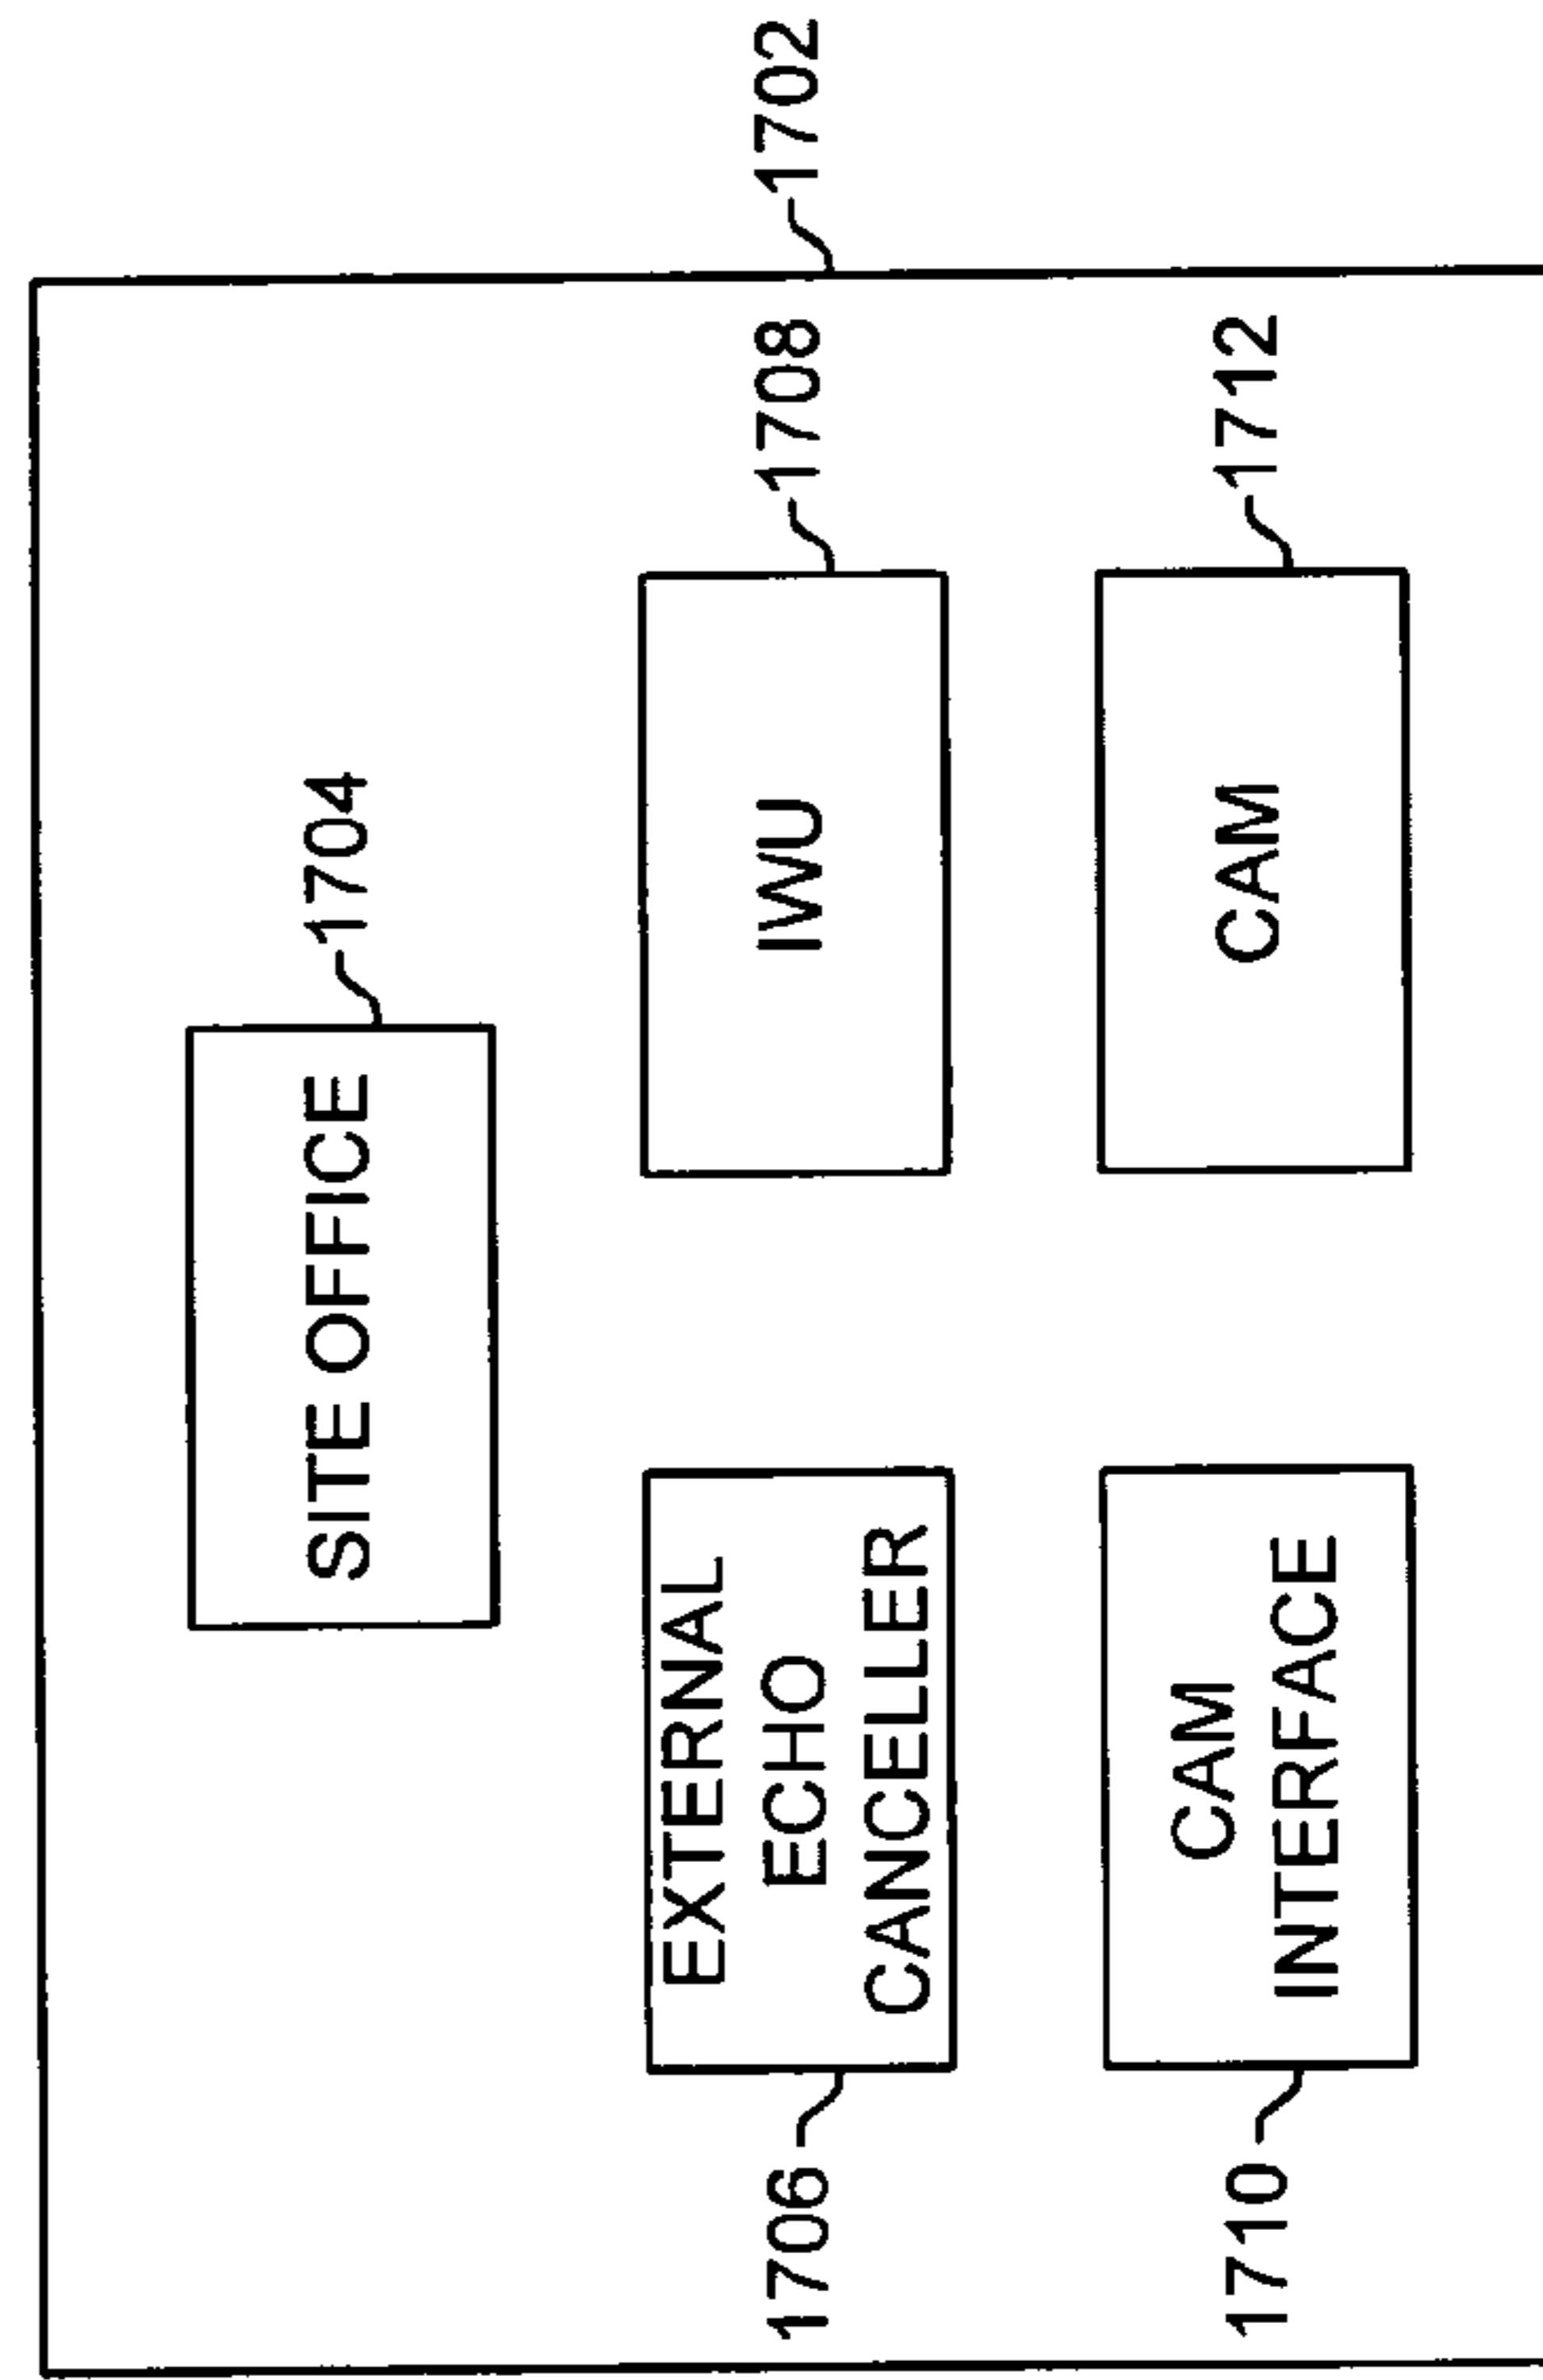 SITE OFFICE
1704
1702
EXTERNAL
ECHO
CANCELLER
1706
IWU
1708
CAM
INTERFACE
1710
CAM
1712